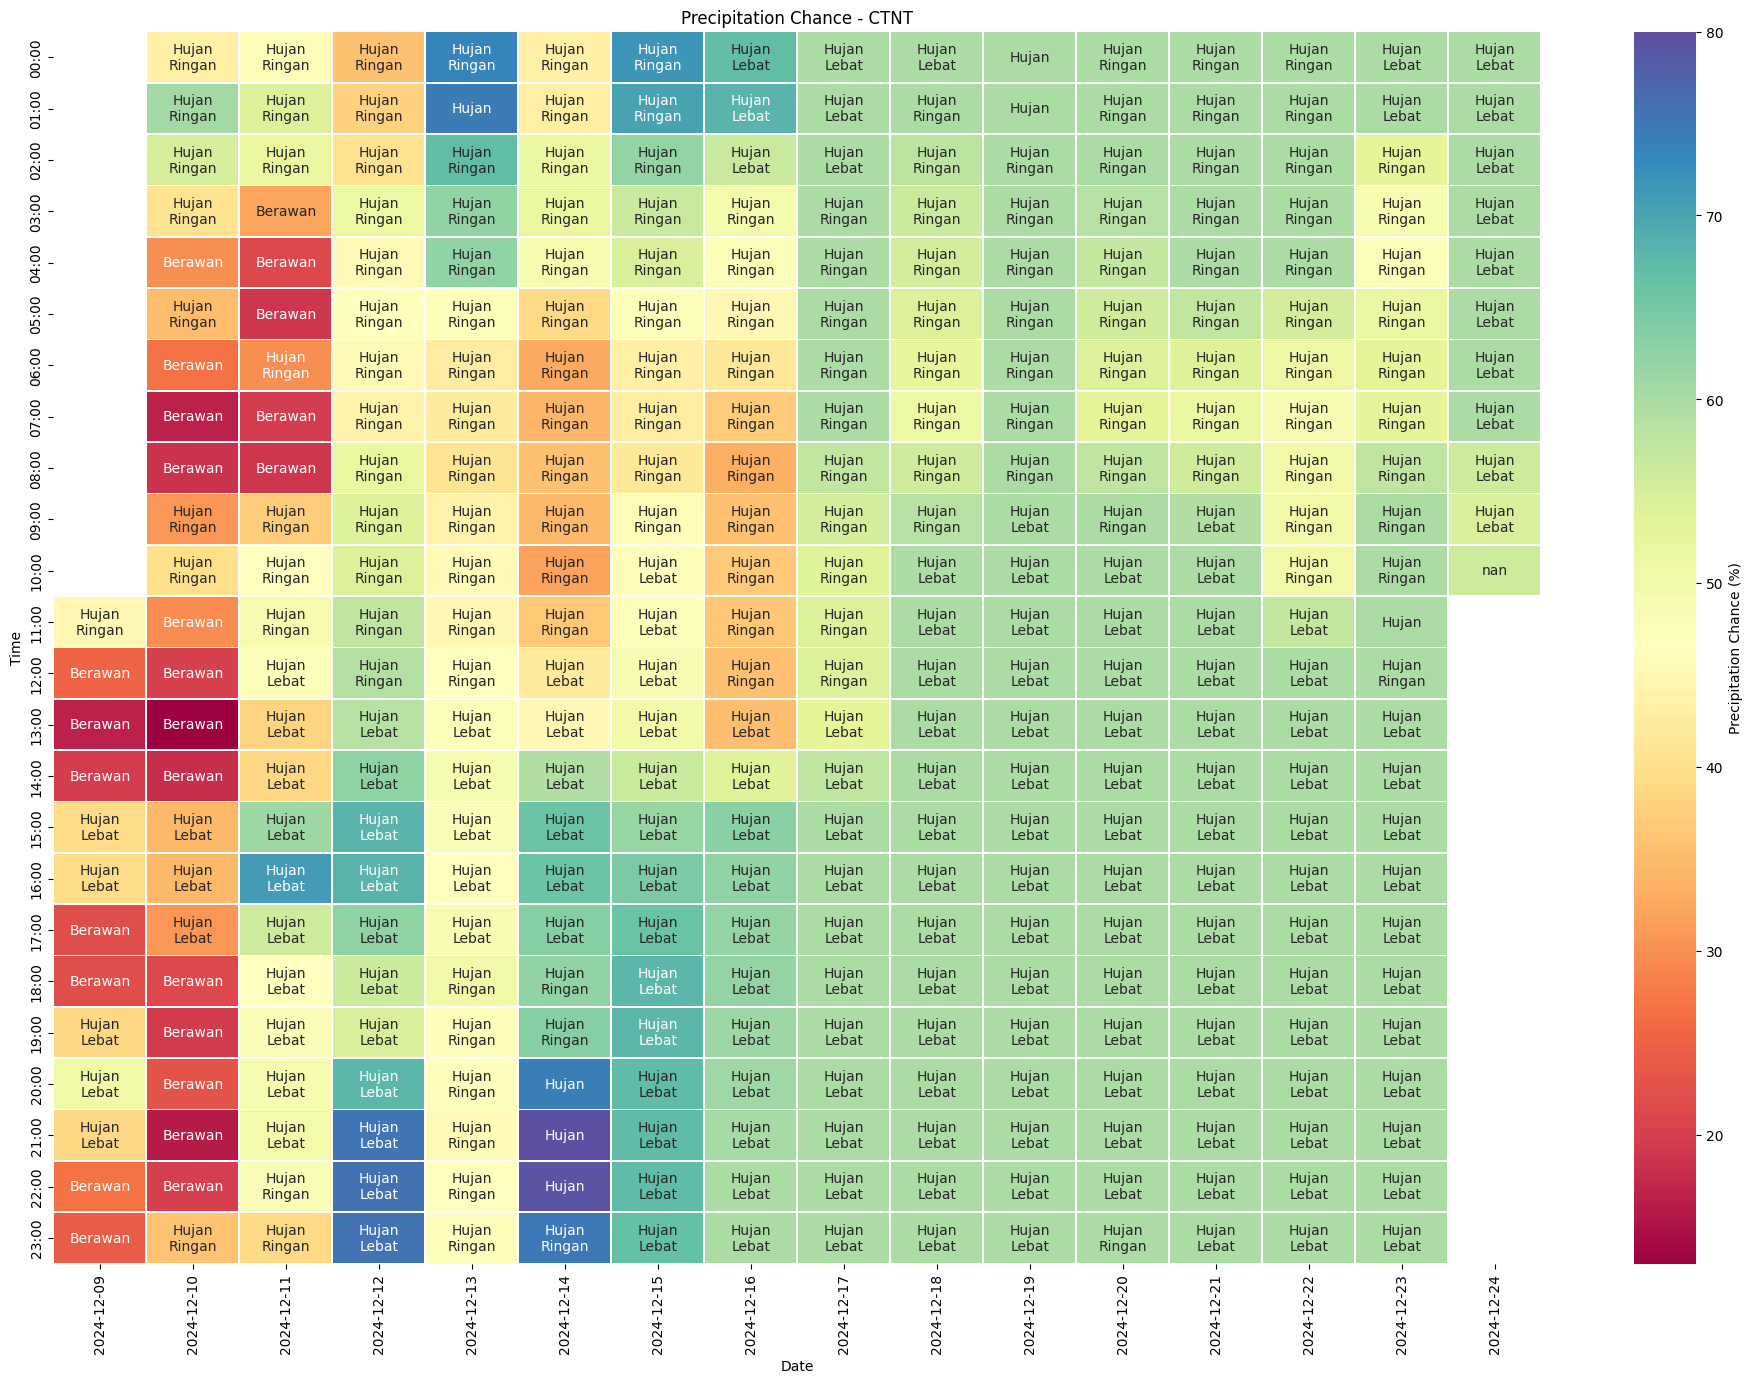 Precipitation Chance - CTNT
00:00 Hujan Hujan Hujan Hujan Hujan Hujan Hujan Hujan Hujan Hujan Hujan Hujan Hujan Hujan Hujan
Ringan Ringan Ringan Ringan Ringan Ringan Lebat Lebat Lebat Ringan Ringan Ringan Lebat Lebat
01:00 Hujan Hujan Hujan Hujan Hujan Hujan Hujan Hujan Hujan Hujan Hujan Hujan Hujan Hujan Hujan
Ringan Ringan Ringan Ringan Ringan Lebat Lebat Ringan Ringan Ringan Ringan Lebat Lebat
02:00 Hujan Hujan Hujan Hujan Hujan Hujan Hujan Hujan Hujan Hujan Hujan Hujan Hujan Hujan Hujan
Ringan Ringan Ringan Ringan Ringan Ringan Lebat Lebat Ringan Ringan Ringan Ringan Ringan Ringan Lebat
03:00 Hujan Berawan Hujan Hujan Hujan Hujan Hujan Hujan Hujan Hujan Hujan Hujan Hujan Hujan Hujan
Ringan Ringan Ringan Ringan Ringan Ringan Ringan Ringan Ringan Ringan Ringan Ringan Ringan Lebat
04:00 Berawan Berawan Hujan Hujan Hujan Hujan Hujan Hujan Hujan Hujan Hujan Hujan Hujan Hujan Hujan
Ringan Ringan Ringan Ringan Ringan Ringan Ringan Ringan Ringan Ringan Ringan Ringan Lebat
05:00 Hujan Berawan Hujan Hujan Hujan Hujan Hujan Hujan Hujan Hujan Hujan Hujan Hujan Hujan Hujan
Ringan Ringan Ringan Ringan Ringan Ringan Ringan Ringan Ringan Ringan Ringan Ringan Ringan Lebat
06:00 Berawan Hujan Hujan Hujan Hujan Hujan Hujan Hujan Hujan Hujan Hujan Hujan Hujan Hujan Hujan
Ringan Ringan Ringan Ringan Ringan Ringan Ringan Ringan Ringan Ringan Ringan Ringan Ringan Lebat
07:00 Berawan Berawan Hujan Hujan Hujan Hujan Hujan Hujan Hujan Hujan Hujan Hujan Hujan Hujan Hujan
Ringan Ringan Ringan Ringan Ringan Ringan Ringan Ringan Ringan Ringan Ringan Ringan Lebat
08:00 Berawan Berawan Hujan Hujan Hujan Hujan Hujan Hujan Hujan Hujan Hujan Hujan Hujan Hujan Hujan
Ringan Ringan Ringan Ringan Ringan Ringan Ringan Ringan Ringan Ringan Ringan Ringan Lebat
09:00 Hujan Hujan Hujan Hujan Hujan Hujan Hujan Hujan Hujan Hujan Hujan Hujan Hujan Hujan Hujan
Ringan Ringan Ringan Ringan Ringan Ringan Ringan Ringan Ringan Lebat Ringan Lebat Ringan Ringan Lebat
10:00 Hujan Hujan Hujan Hujan Hujan Hujan Hujan Hujan Hujan Hujan Hujan Hujan Hujan Hujan nan
Ringan Ringan Ringan Ringan Ringan Lebat Ringan Ringan Lebat Lebat Lebat Lebat Ringan Ringan
11:00 Hujan Berawan Hujan Hujan Hujan Hujan Hujan Hujan Hujan Hujan Hujan Hujan Hujan Hujan Hujan
Ringan Ringan Ringan Ringan Ringan Lebat Ringan Ringan Lebat Lebat Lebat Lebat Lebat
12:00 Berawan Berawan Hujan Hujan Hujan Hujan Hujan Hujan Hujan Hujan Hujan Hujan Hujan Hujan Hujan
Lebat Ringan Ringan Lebat Lebat Ringan Ringan Lebat Lebat Lebat Lebat Lebat Ringan
13:00 Berawan Berawan Hujan Hujan Hujan Hujan Hujan Hujan Hujan Hujan Hujan Hujan Hujan Hujan Hujan
Lebat Lebat Lebat Lebat Lebat Lebat Lebat Lebat Lebat Lebat Lebat Lebat Lebat
14:00 Berawan Berawan Hujan Hujan Hujan Hujan Hujan Hujan Hujan Hujan Hujan Hujan Hujan Hujan Hujan
Lebat Lebat Lebat Lebat Lebat Lebat Lebat Lebat Lebat Lebat Lebat Lebat Lebat
15:00 Hujan Hujan Hujan Hujan Hujan Hujan Hujan Hujan Hujan Hujan Hujan Hujan Hujan Hujan Hujan
Lebat Lebat Lebat Lebat Lebat Lebat Lebat Lebat Lebat Lebat Lebat Lebat Lebat Lebat Lebat
16:00 Hujan Hujan Hujan Hujan Hujan Hujan Hujan Hujan Hujan Hujan Hujan Hujan Hujan Hujan Hujan
Lebat Lebat Lebat Lebat Lebat Lebat Lebat Lebat Lebat Lebat Lebat Lebat Lebat Lebat Lebat
17:00 Berawan Hujan Hujan Hujan Hujan Hujan Hujan Hujan Hujan Hujan Hujan Hujan Hujan Hujan Hujan
Lebat Lebat Lebat Lebat Lebat Lebat Lebat Lebat Lebat Lebat Lebat Lebat Lebat Lebat
18:00 Berawan Berawan Hujan Hujan Hujan Hujan Hujan Hujan Hujan Hujan Hujan Hujan Hujan Hujan Hujan
Lebat Lebat Ringan Ringan Lebat Lebat Lebat Lebat Lebat Lebat Lebat Lebat Lebat
19:00 Hujan Berawan Hujan Hujan Hujan Hujan Hujan Hujan Hujan Hujan Hujan Hujan Hujan Hujan Hujan
Lebat Lebat Lebat Ringan Ringan Lebat Lebat Lebat Lebat Lebat Lebat Lebat Lebat Lebat
20:00 Hujan Berawan Hujan Hujan Hujan Hujan Hujan Hujan Hujan Hujan Hujan Hujan Hujan Hujan Hujan
Lebat Lebat Lebat Ringan Lebat Lebat Lebat Lebat Lebat Lebat Lebat Lebat Lebat
21:00 Hujan Berawan Hujan Hujan Hujan Hujan Hujan Hujan Hujan Hujan Hujan Hujan Hujan Hujan Hujan
Lebat Lebat Lebat Ringan Lebat Lebat Lebat Lebat Lebat Lebat Lebat Lebat Lebat
22:00 Berawan Berawan Hujan Hujan Hujan Hujan Hujan Hujan Hujan Hujan Hujan Hujan Hujan Hujan Hujan
Ringan Lebat Ringan Lebat Lebat Lebat Lebat Lebat Lebat Lebat Lebat Lebat
23:00 Berawan Hujan Hujan Hujan Hujan Hujan Hujan Hujan Hujan Hujan Hujan Hujan Hujan Hujan Hujan
Ringan Ringan Lebat Ringan Ringan Lebat Lebat Lebat Lebat Lebat Ringan Lebat Lebat Lebat
Time
2024-12-09 2024-12-10 2024-12-11 2024-12-12 2024-12-13 2024-12-14 2024-12-15 2024-12-16 2024-12-17 2024-12-18 2024-12-19 2024-12-20 2024-12-21 2024-12-22 2024-12-23 2024-12-24
Date
80
70
60
50
40
30
20
Precipitation Chance (%)